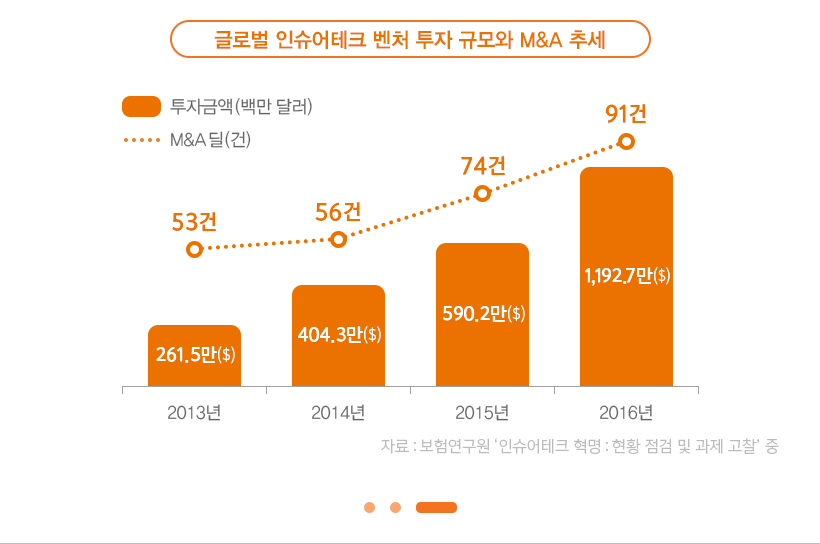 글로벌 인슈어테크 벤처 투자 규모와 M&A 추세
투자금액(백만 달러)
M&A 딜(건)
91건
74건
56건
53건
1,192.7만($)
590.2만($)
404.3만($)
261.5만($)
2013년 2014년 2015년 2016년
자료 : 보험연구원 ‘인슈어테크 혁명 : 현황 점검 및 과제 고찰’ 중